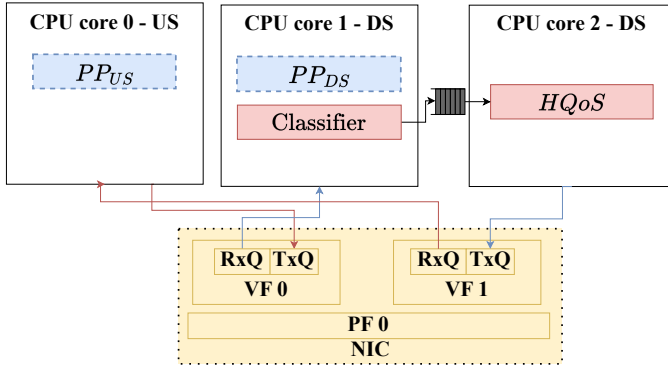 CPU core 0 - US
CPU core 1 - DS
CPU core 2 - DS
PP_US
PP_DS
HQoS
Classifier
RxQ TxQ
RxQ TxQ
VF 0
VF 1
PF 0
NIC